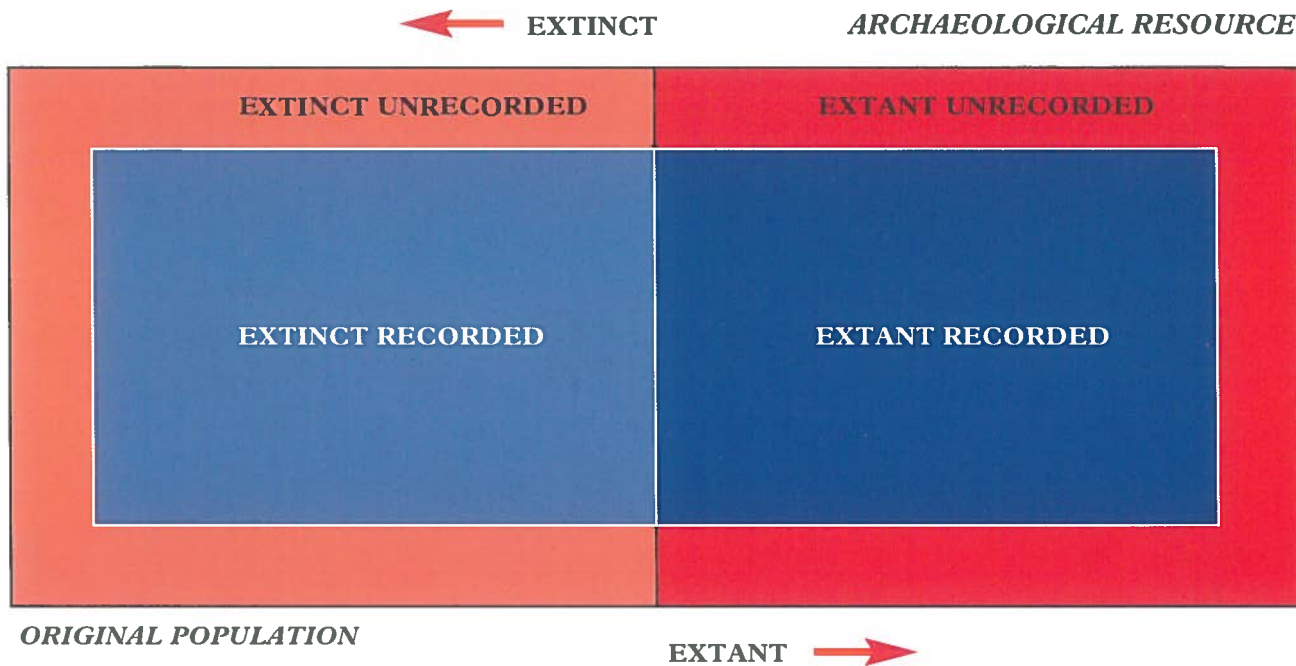 EXTINCT
ARCHAEOLOGICAL RESOURCE
EXTINCT UNRECORDED
EXTANT UNRECORDED
EXTINCT RECORDED
EXTANT RECORDED
ORIGINAL POPULATION
EXTANT